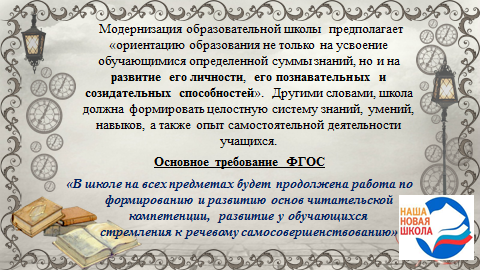 Модернизация образовательной школы предполагает
«ориентацию образования не только на усвоение
обучающимися определенной суммы знаний, но и на
развитие его личности, его познавательных и
созидательных способностей». Другими словами, школа
должна формировать целостную систему знаний, умений,
навыков, а также опыт самостоятельной деятельности
учащихся.
Основное требование ФГОС
«В школе на всех предметах будет продолжена работа по
формированию и развитию основ читательской
компетенции, развитие у обучающихся
стремления к речевому самосовершенствованию»
НАША
НОВАЯ
ШКОЛА